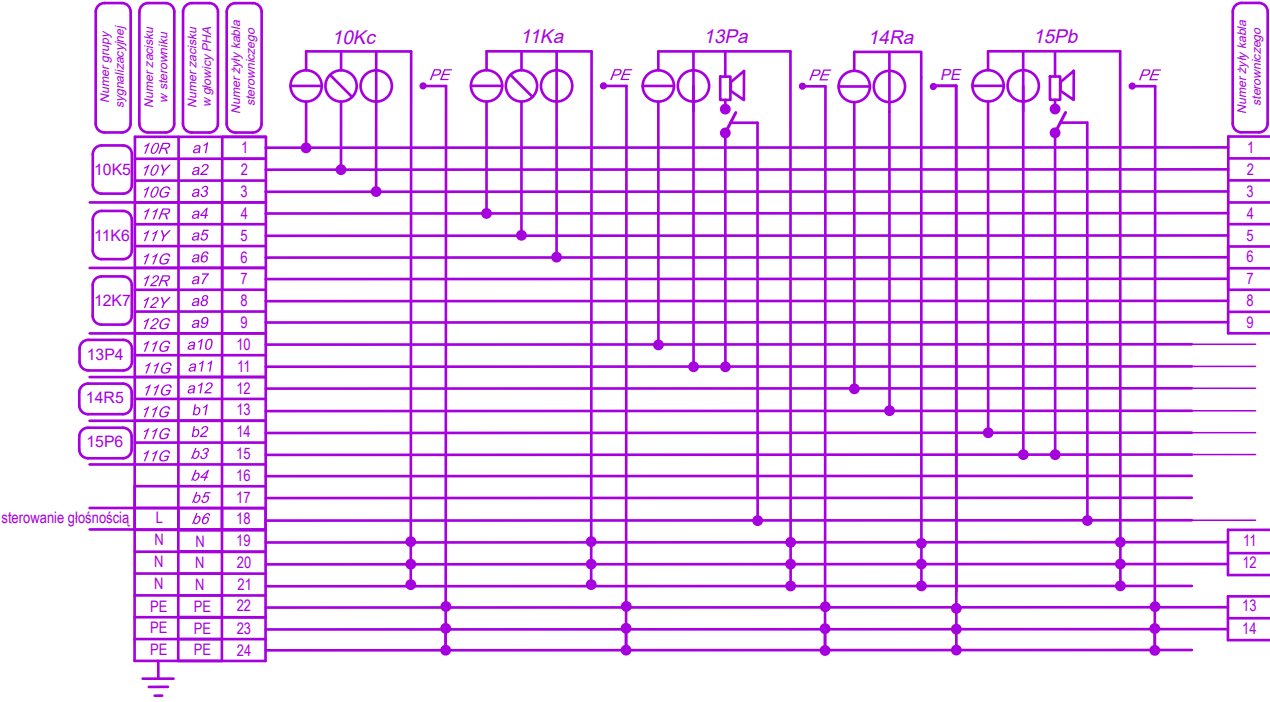 Numer grupy
sygnalizacyjnej
Numer zacisku
w sterowniku
Numer zacisku
w głowicy PHA
Numer żyły kabla
sterowniczego
10Kc
11Ka
13Pa
14Ra
15Pb
Numer żyły kabla
sterowniczego
PE
PE
PE
PE
PE
10K5
10R a1 1 1
10Y a2 2 2
10G a3 3 3
11K6
11R a4 4 4
11Y a5 5 5
11G a6 6 6
12K7
12R a7 7 7
12Y a8 8 8
12G a9 9 9
13P4
11G a10 10
11G a11 11
14R5
11G a12 12
11G b1 13
15P6
11G b2 14
11G b3 15
b4 16
b5 17
sterowanie głośnością L b6 18
N N 19 11
N N 20 12
N N 21
PE PE 22 13
PE PE 23 14
PE PE 24